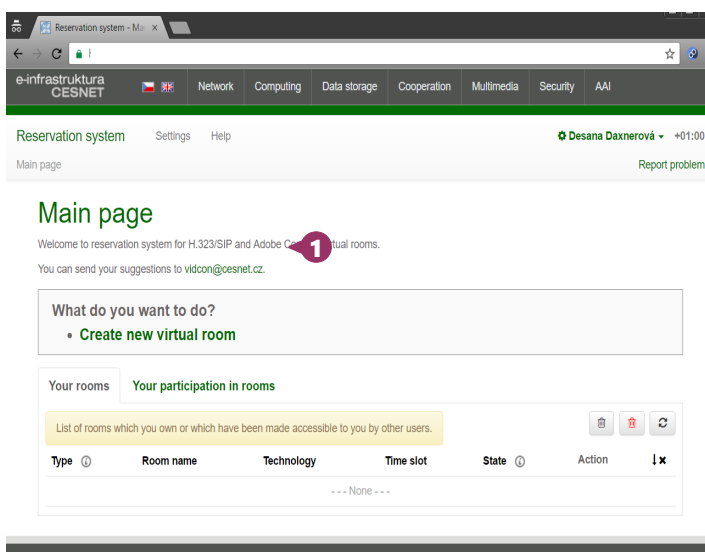 Reservation system - Ma
e-infrastruktura
CESNET
Network Computing Data storage Cooperation Multimedia Security AAI
Reservation system Settings Help Desana Daxnerová +01:00
Main page Report problem
Main page
Welcome to reservation system for H.323/SIP and Adobe rooms.
1
You can send your suggestions to vidcon@cesnet.cz.
What do you want to do?
• Create new virtual room
Your rooms Your participation in rooms
List of rooms which you own or which have been made accessible to you by other users.
Type Room name Technology Time slot State Action
- - - None - - -